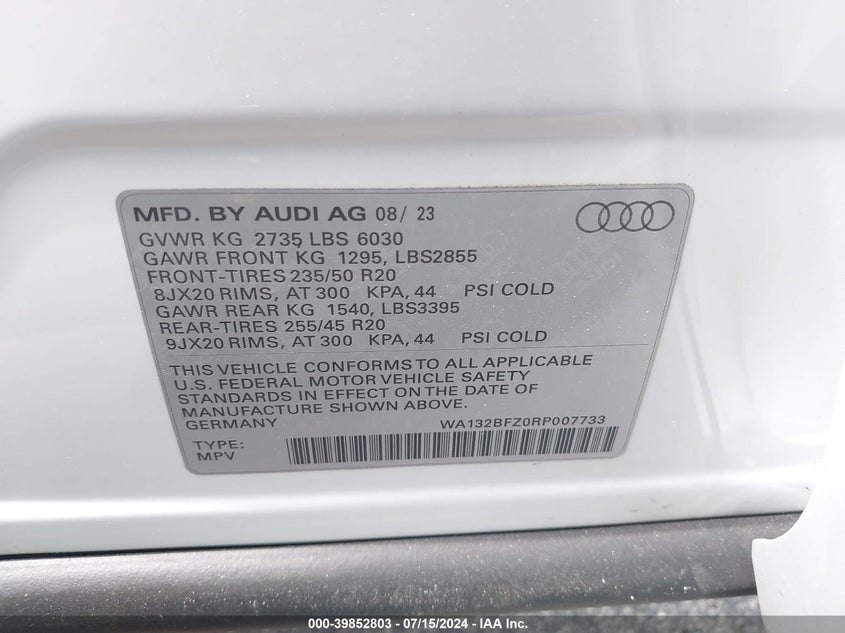 MFD. BY AUDI AG 08/ 23
GVWR KG 2735 LBS 6030
GAWR FRONT KG 1295, LBS2855
FRONT-TIRES 235/50 R20
8JX20 RIMS, AT 300 KPA, 44 PSI COLD
GAWR REAR KG 1540, LBS3395
REAR-TIRES 255/45 R20
9JX20 RIMS, AT 300 KPA, 44 PSI COLD
THIS VEHICLE CONFORMS TO ALL APPLICABLE
U.S. FEDERAL MOTOR VEHICLE SAFETY
STANDARDS IN EFFECT ON THE DATE OF
MANUFACTURE SHOWN ABOVE.
GERMANY WA132BFZ0RP007733
TYPE:
MPV
000-39852803 / 07/15/2024 - IAA Inc.